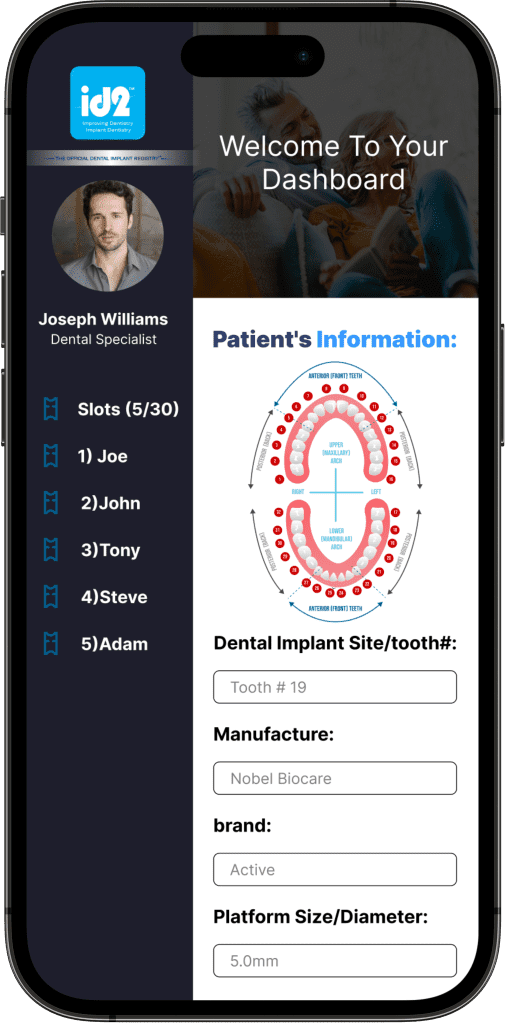 id2
Improving Dentistry
Implant Dentistry
THE OFFICIAL DENTAL IMPLANT REGISTRY
Joseph Williams
Dental Specialist
Slots (5/30)
1) Joe
2)John
3)Tony
4)Steve
5)Adam
Welcome To Your
Dashboard
Patient's Information:
ANTERIOR (FRONT) TEETH
POSTERIOR (BACK)
POSTERIOR (BACK)
UPPER
(MAXILLARY)
ARCH
RIGHT
LEFT
LOWER
(MANDIBULAR)
ARCH
POSTERIOR (BACK)
POSTERIOR (BACK)
ANTERIOR (FRONT) TEETH
Dental Implant Site/tooth#:
Tooth # 19
Manufacture:
Nobel Biocare
brand:
Active
Platform Size/Diameter:
5.0mm